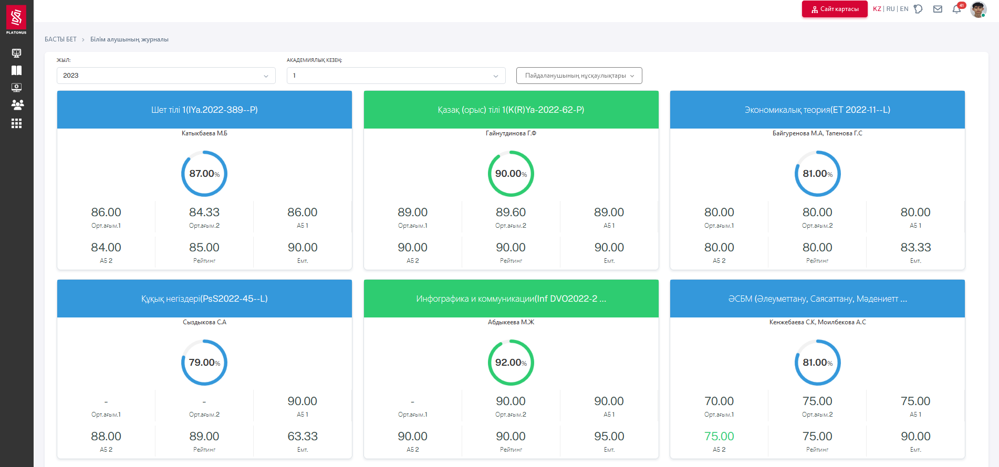 PLATONUS
Сайт картасы
KZ | RU | EN
41
БАСТЫ БЕТ > Білім алушының журналы
ЖЫЛ:
АКАДЕМИЯЛЫҚ КЕЗЕҢ:
2023
1
Пайдаланушының нұсқаулықтары
Шет тілі 1(IYa.2022-389--P)
Катыкбаева М.Б
87.00%
86.00
84.33
86.00
Орт.ағым.1
Орт.ағым.2
АБ 1
84.00
85.00
90.00
АБ 2
Рейтинг
Емт.
Қазақ (орыс) тілі 1(K(R)Ya-2022-62-P)
Гайнутдинова Г.Ф
90.00%
89.00
89.60
89.00
Орт.ағым.1
Орт.ағым.2
АБ 1
90.00
90.00
90.00
АБ 2
Рейтинг
Емт.
Экономикалық теория(ET 2022-11--L)
Байгуренова М.А, Тапенова Г.С
81.00%
80.00
80.00
80.00
Орт.ағым.1
Орт.ағым.2
АБ 1
80.00
80.00
83.33
АБ 2
Рейтинг
Емт.
Құқық негіздері(PsS2022-45--L)
Сыздыкова С.А
79.00%
-
-
90.00
Орт.ағым.1
Орт.ағым.2
АБ 1
88.00
89.00
63.33
АБ 2
Рейтинг
Емт.
Инфографика и коммуникации(Inf DVO2022-2 ...
Абдыкеева М.Ж
92.00%
-
90.00
90.00
Орт.ағым.1
Орт.ағым.2
АБ 1
90.00
90.00
95.00
АБ 2
Рейтинг
Емт.
ӘСБМ (Әлеуметтану, Саясаттану, Мәдениетт ...
Кенжебаева С.К, Моилбекова А.С
81.00%
70.00
75.00
75.00
Орт.ағым.1
Орт.ағым.2
АБ 1
75.00
75.00
90.00
АБ 2
Рейтинг
Емт.